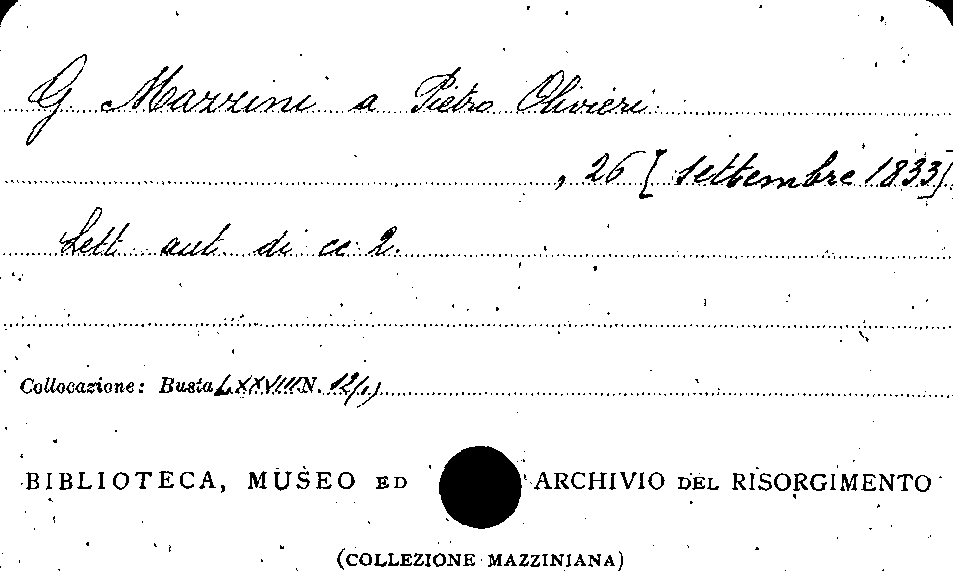 G. Mazzini a Pietro Olivieri
, 26 [settembre 1833]
Lett. aut. di cc 2.
Collocazione: Busta LXXVIII N. 12(1)
BIBLIOTECA, MUSEO ED ARCHIVIO DEL RISORGIMENTO
(COLLEZIONE MAZZINIANA)